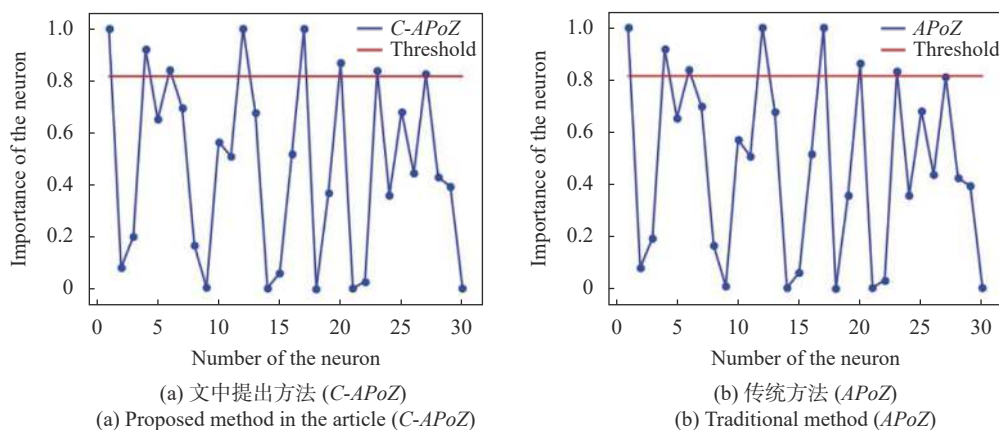 C-APoZ
Threshold
1.0
0.8
0.6
0.4
0.2
0
Importance of the neuron
0 5 10 15 20 25 30
Number of the neuron
(a) 文中提出方法 (C-APoZ)
(a) Proposed method in the article (C-APoZ)
APoZ
Threshold
1.0
0.8
0.6
0.4
0.2
0
Importance of the neuron
0 5 10 15 20 25 30
Number of the neuron
(b) 传统方法 (APoZ)
(b) Traditional method (APoZ)